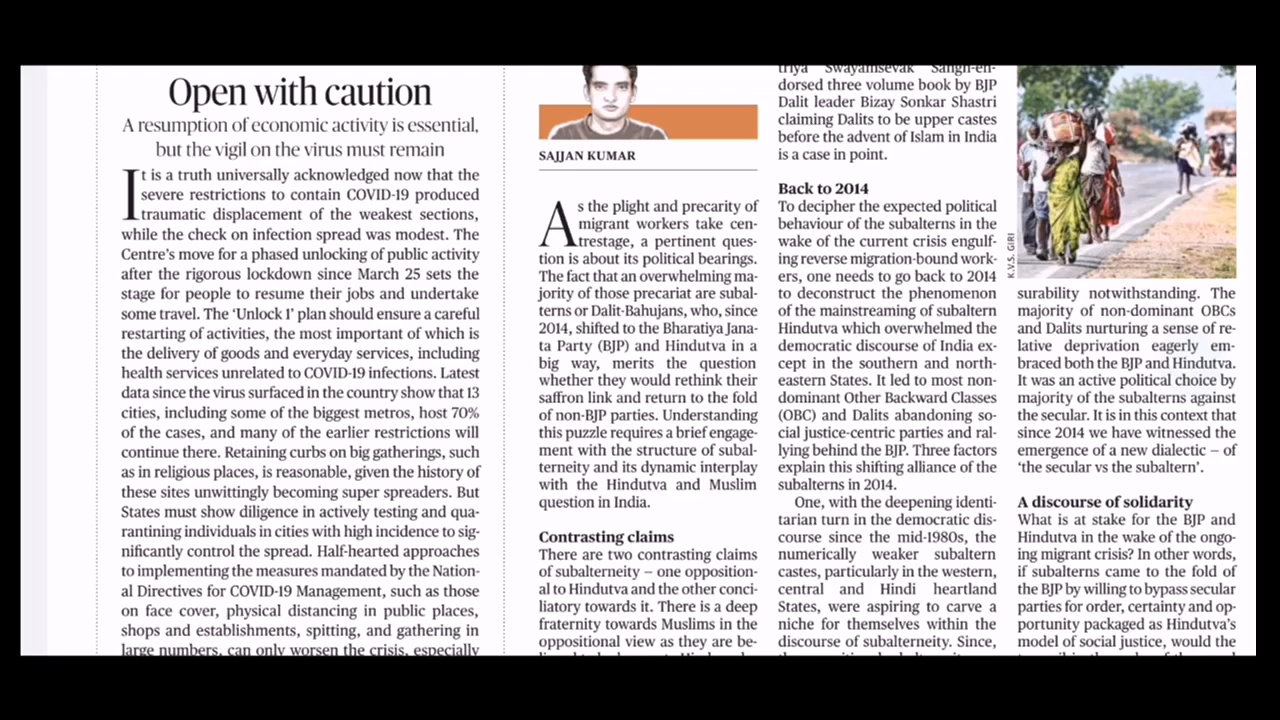 Open with caution
A resumption of economic activity is essential,
but the vigil on the virus must remain
It is a truth universally acknowledged now that the
severe restrictions to contain COVID-19 produced
traumatic displacement of the weakest sections,
while the check on infection spread was modest. The
Centre's move for a phased unlocking of public activity
after the rigorous lockdown since March 25 sets the
stage for people to resume their jobs and undertake
some travel. The 'Unlock 1' plan should ensure a careful
restarting of activities, the most important of which is
the delivery of goods and everyday services, including
health services unrelated to COVID-19 infections. Latest
data since the virus surfaced in the country show that 13
cities, including some of the biggest metros, host 70%
of the cases, and many of the earlier restrictions will
continue there. Retaining curbs on big gatherings, such
as in religious places, is reasonable, given the history of
these sites unwittingly becoming super spreaders. But
States must show diligence in actively testing and qua-
rantining individuals in cities with high incidence to sig-
nificantly control the spread. Half-hearted approaches
to implementing the measures mandated by the Nation-
al Directives for COVID-19 Management, such as those
on face cover, physical distancing in public places,
shops and establishments, spitting, and gathering in
large numbers, can only worsen the crisis, especially
SAJJAN KUMAR
As the plight and precarity of
migrant workers take cen-
trestage, a pertinent ques-
tion is about its political bearings.
The fact that an overwhelming ma-
jority of those precariat are subal-
terns or Dalit-Bahujans, who, since
2014, shifted to the Bharatiya Jana-
ta Party (BJP) and Hindutva in a
big way, merits the question
whether they would rethink their
saffron link and return to the fold
of non-BJP parties. Understanding
this puzzle requires a brief engage-
ment with the structure of subal-
ternity and its dynamic interplay
with the Hindutva and Muslim
question in India.
Contrasting claims
There are two contrasting claims
of subalterneity – one opposition-
al to Hindutva and the other conci-
liatory towards it. There is a deep
fraternity towards Muslims in the
oppositional view as they are be-
triya Swayamsevak Sangh-en-
dorsed three volume book by BJP
Dalit leader Bizay Sonkar Shastri
claiming Dalits to be upper castes
before the advent of Islam in India
is a case in point.
Back to 2014
To decipher the expected political
behaviour of the subalterns in the
wake of the current crisis engulf-
ing reverse migration-bound work-
ers, one needs to go back to 2014
to deconstruct the phenomenon
of the mainstreaming of subaltern
Hindutva which overwhelmed the
democratic discourse of India ex-
cept in the southern and north-
eastern States. It led to most non-
dominant Other Backward Classes
(OBC) and Dalits abandoning so-
cial justice-centric parties and ral-
lying behind the BJP. Three factors
explain this shifting alliance of the
subalterns in 2014.
One, with the deepening identi-
tarian turn in the democratic dis-
course since the mid-1980s, the
numerically weaker subaltern
castes, particularly in the western,
central and Hindi heartland
States, were aspiring to carve a
niche for themselves within the
discourse of subalterneity. Since,
K.V.S. GIRI
surability notwithstanding. The
majority of non-dominant OBCs
and Dalits nurturing a sense of re-
lative deprivation eagerly em-
braced both the BJP and Hindutva.
It was an active political choice by
majority of the subalterns against
the secular. It is in this context that
since 2014 we have witnessed the
emergence of a new dialectic – of
'the secular vs the subaltern'.
A discourse of solidarity
What is at stake for the BJP and
Hindutva in the wake of the ongo-
ing migrant crisis? In other words,
if subalterns came to the fold of
the BJP by willing to bypass secular
parties for order, certainty and op-
portunity packaged as Hindutva's
model of social justice, would the